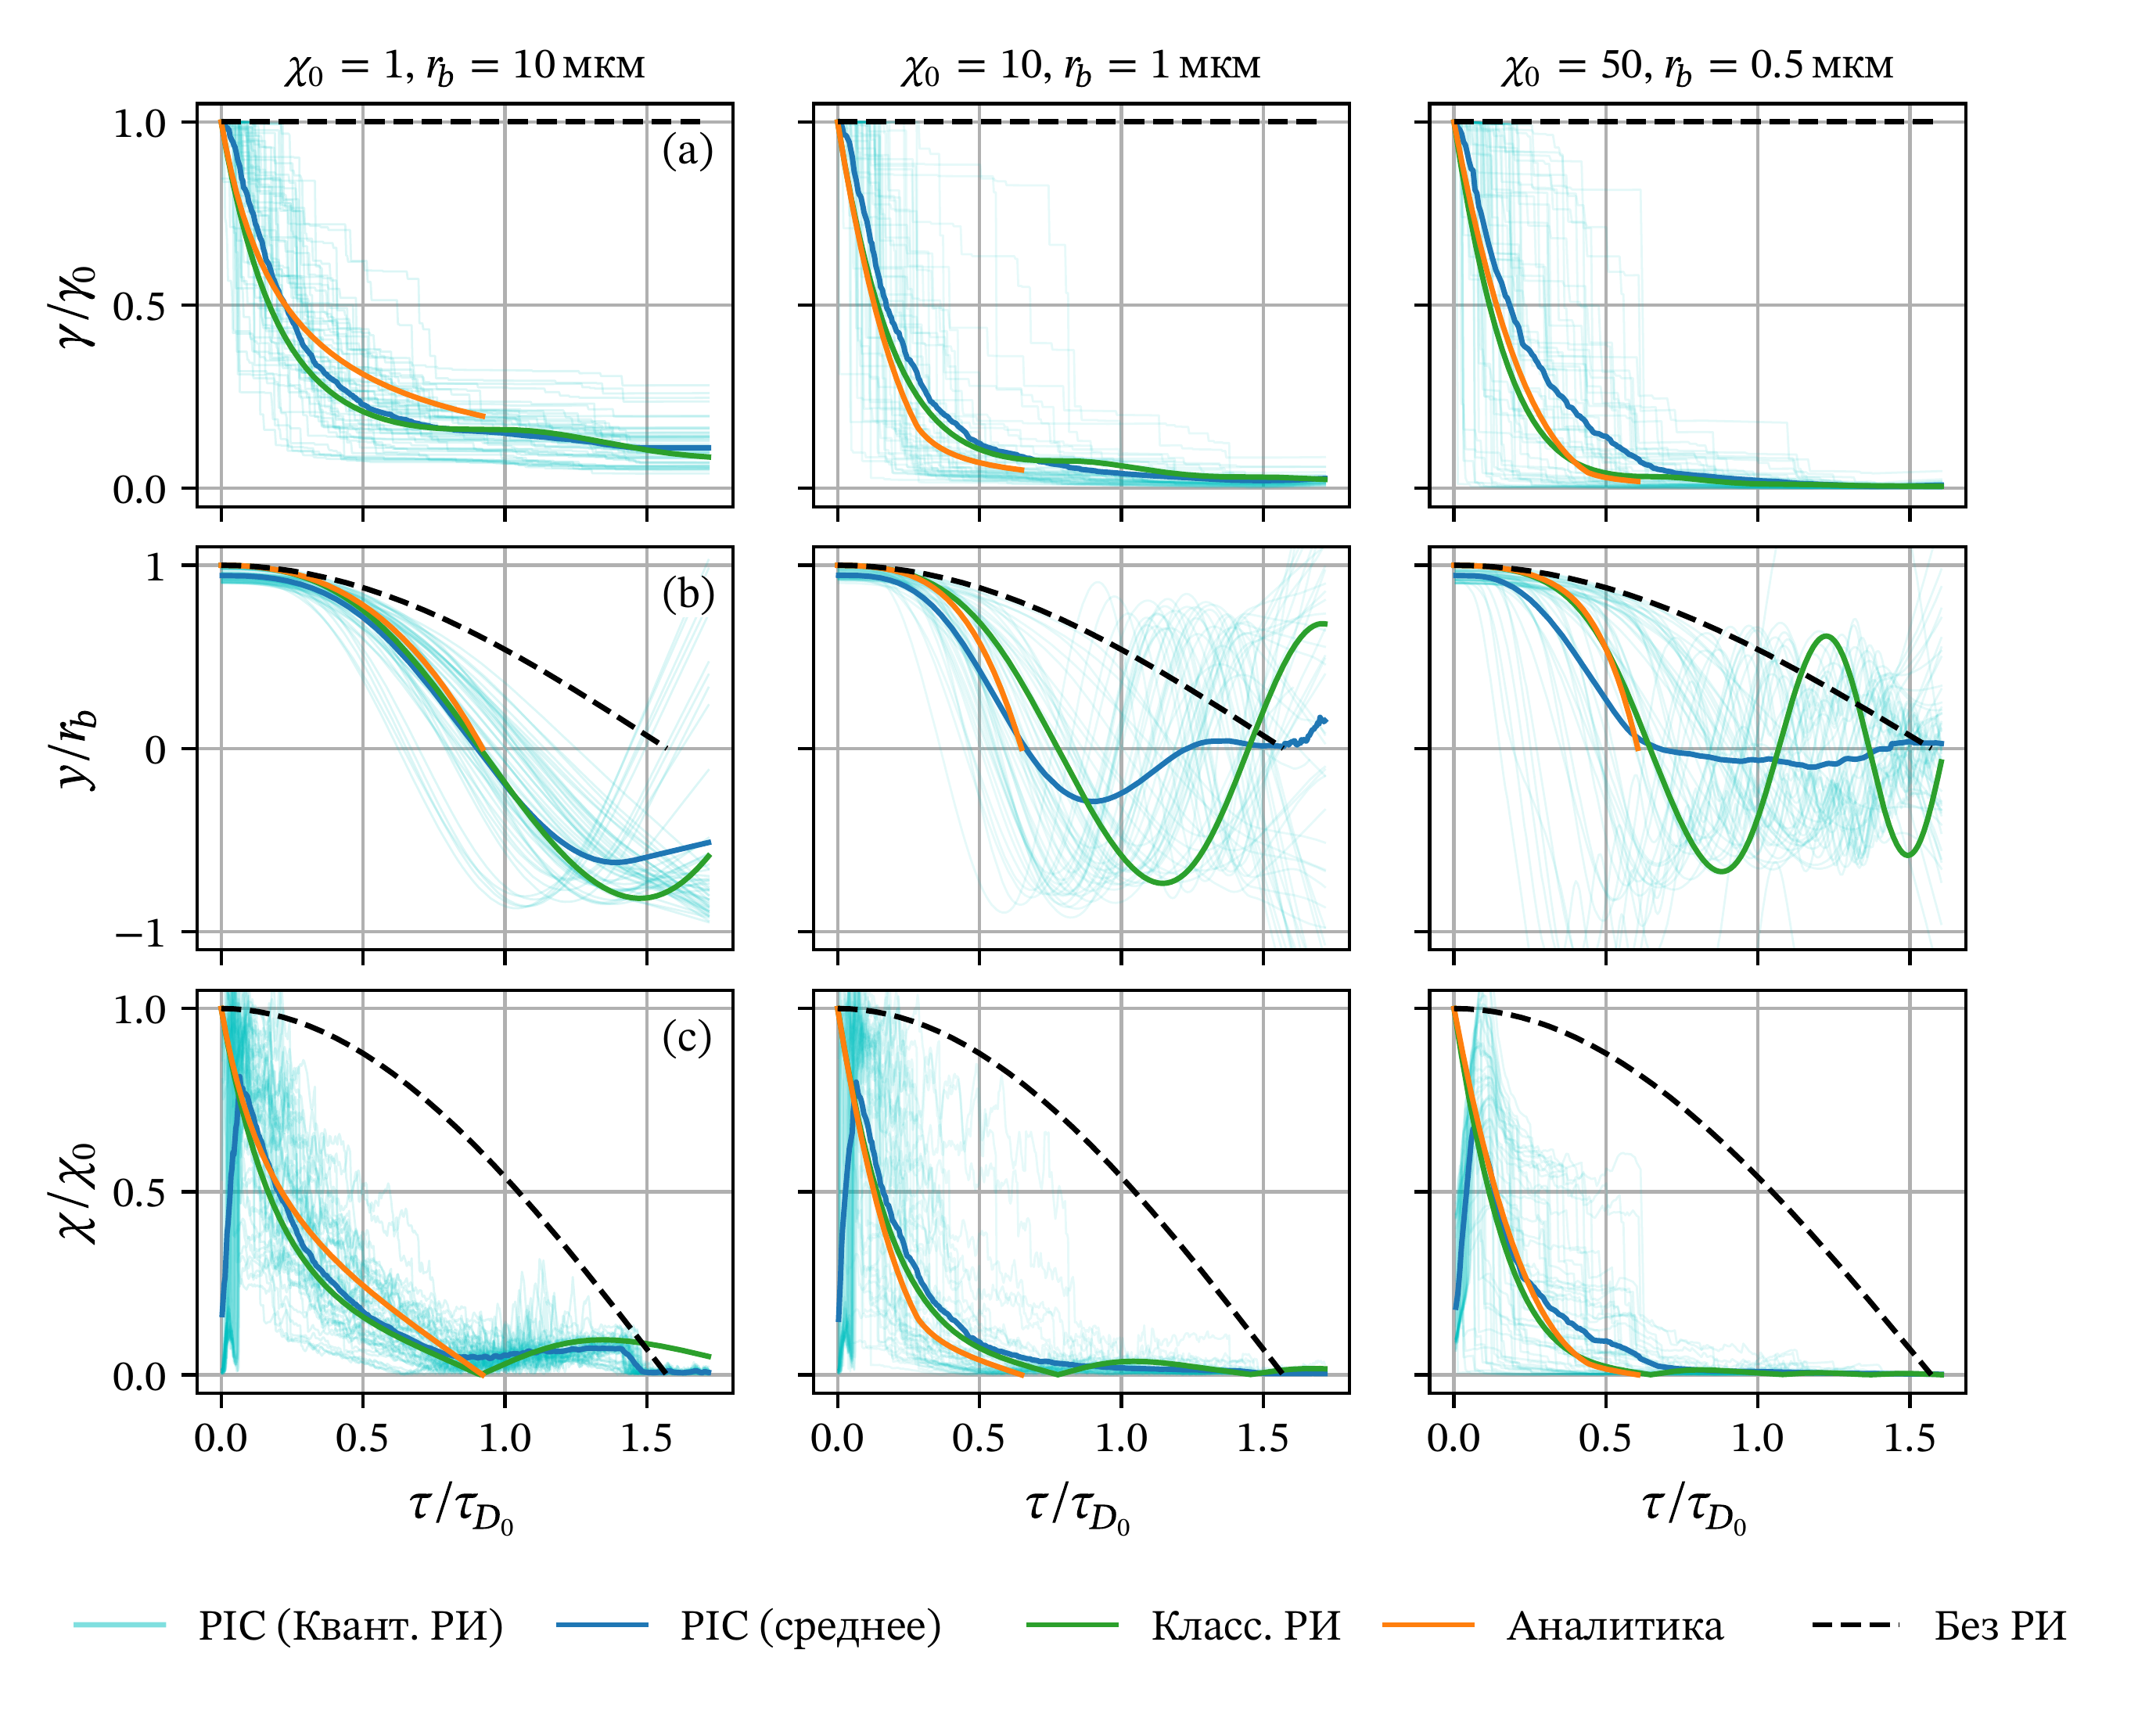 χ₀ = 1, r_b = 10 мкм
χ₀ = 10, r_b = 1 мкм
χ₀ = 50, r_b = 0.5 мкм
γ/γ₀
1.0
0.5
0.0
(a)
y/r_b
1
0
−1
(b)
χ/χ₀
1.0
0.5
0.0
(c)
0.0 0.5 1.0 1.5
0.0 0.5 1.0 1.5
0.0 0.5 1.0 1.5
τ/τ_D₀
τ/τ_D₀
τ/τ_D₀
PIC (Квант. РИ) PIC (среднее) Класс. РИ Аналитика Без РИ